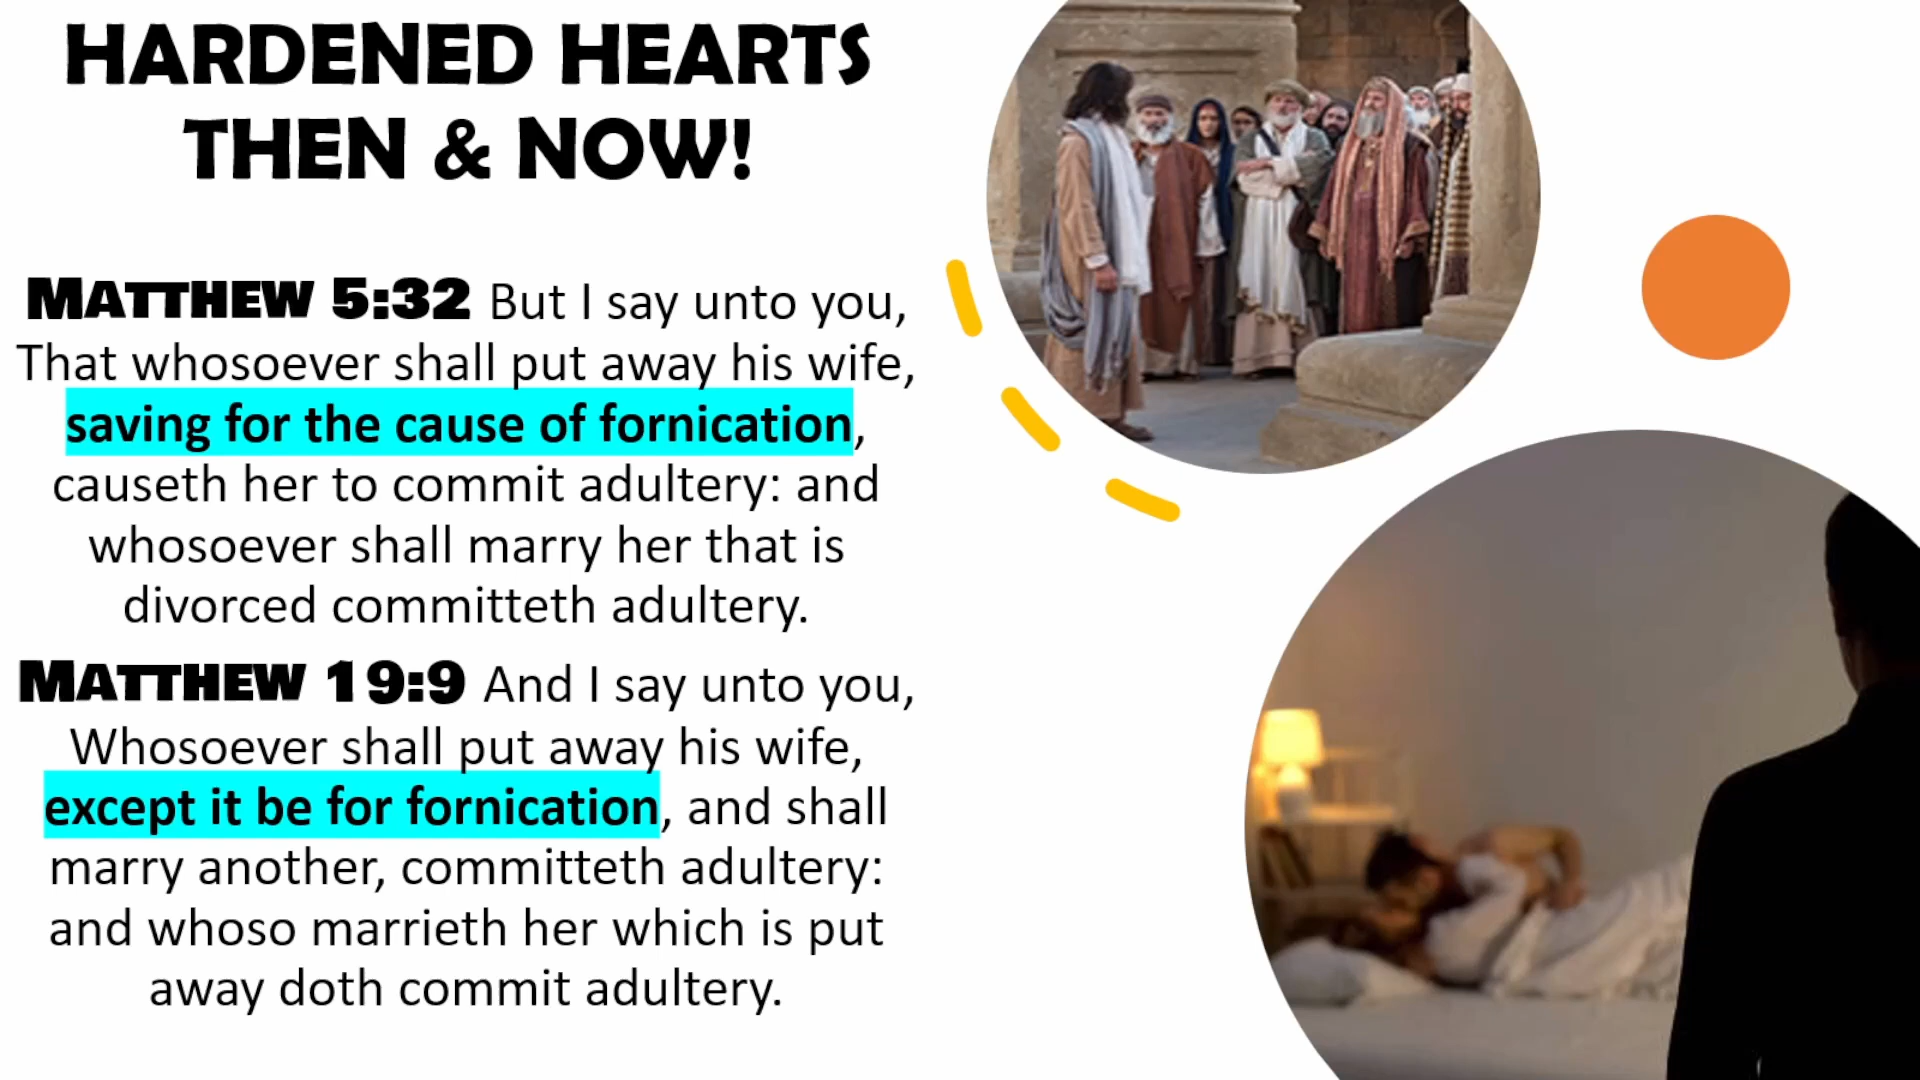 HARDENED HEARTS
THEN & NOW!
MATTHEW 5:32 But I say unto you,
That whosoever shall put away his wife,
saving for the cause of fornication,
causeth her to commit adultery: and
whosoever shall marry her that is
divorced committeth adultery.
MATTHEW 19:9 And I say unto you,
Whosoever shall put away his wife,
except it be for fornication, and shall
marry another, committeth adultery:
and whoso marrieth her which is put
away doth commit adultery.